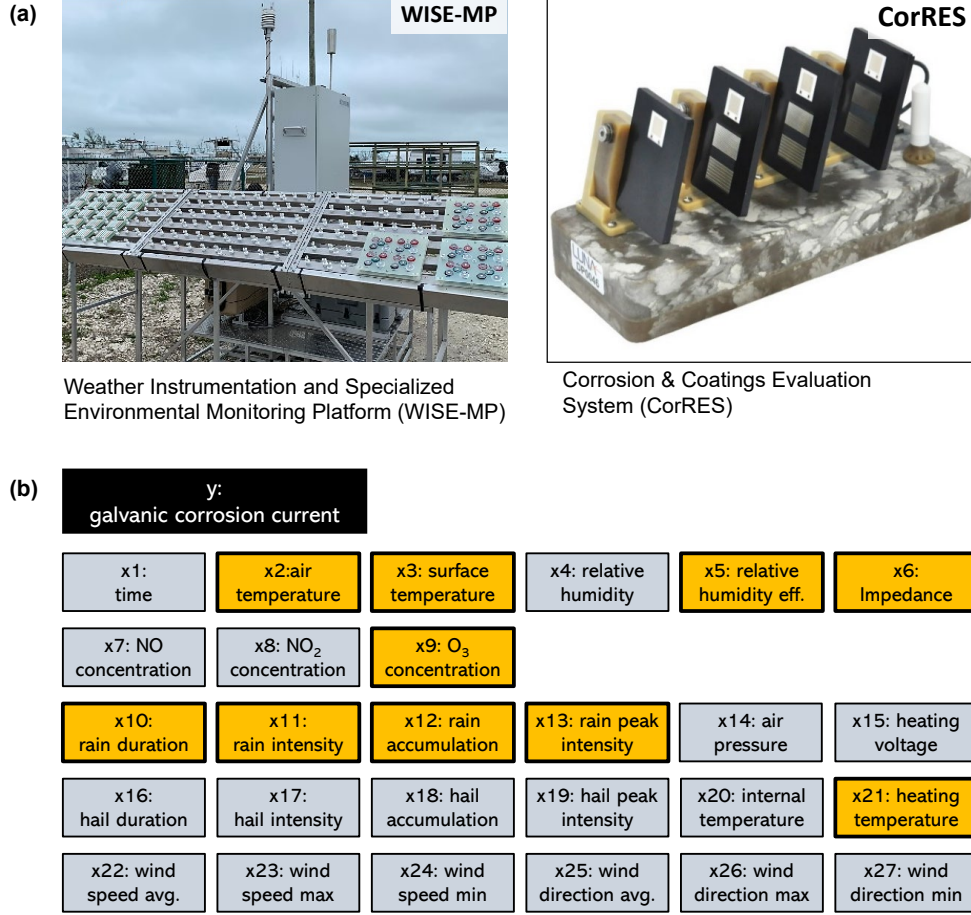 (a)
WISE-MP
CorRES
LUNA
Weather Instrumentation and Specialized
Environmental Monitoring Platform (WISE-MP)
Corrosion & Coatings Evaluation
System (CorRES)
(b)
y:
galvanic corrosion current
x1:
time
x2:air
temperature
x3: surface
temperature
x4: relative
humidity
x5: relative
humidity eff.
x6:
Impedance
x7: NO
concentration
x8: NO₂
concentration
x9: O₃
concentration
x10:
rain duration
x11:
rain intensity
x12: rain
accumulation
x13: rain peak
intensity
x14: air
pressure
x15: heating
voltage
x16:
hail duration
x17:
hail intensity
x18: hail
accumulation
x19: hail peak
intensity
x20: internal
temperature
x21: heating
temperature
x22: wind
speed avg.
x23: wind
speed max
x24: wind
speed min
x25: wind
direction avg.
x26: wind
direction max
x27: wind
direction min